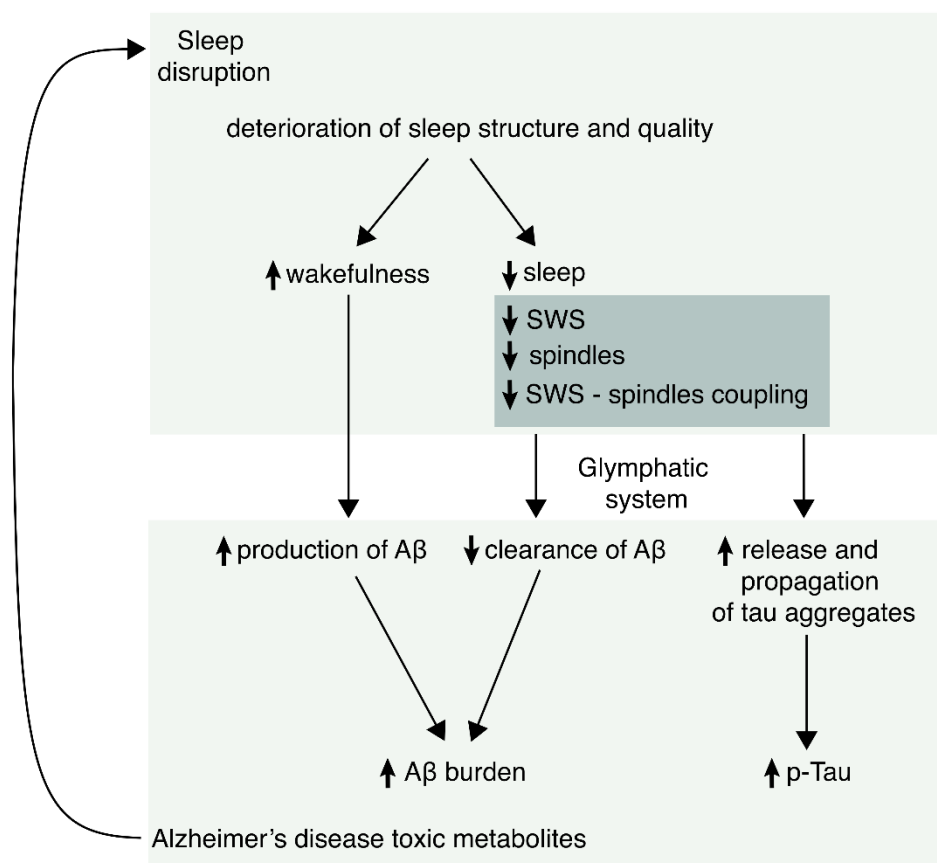 Sleep
disruption
deterioration of sleep structure and quality
wakefulness
sleep
SWS
spindles
SWS - spindles coupling
Glymphatic
system
production of Aβ
clearance of Aβ
release and
propagation
of tau aggregates
Aβ burden
p-Tau
Alzheimer's disease toxic metabolites